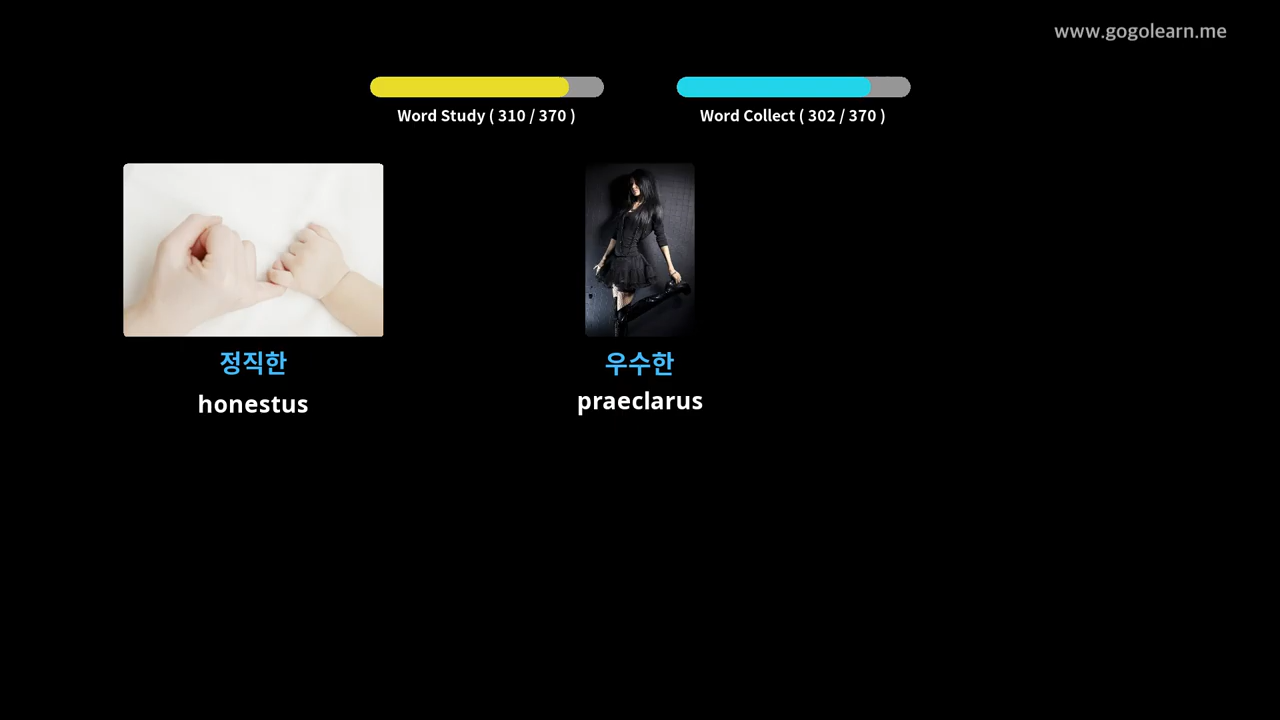 www.gogolearn.me
Word Study ( 310 / 370 )
Word Collect ( 302 / 370 )
정직한
honestus
우수한
praeclarus